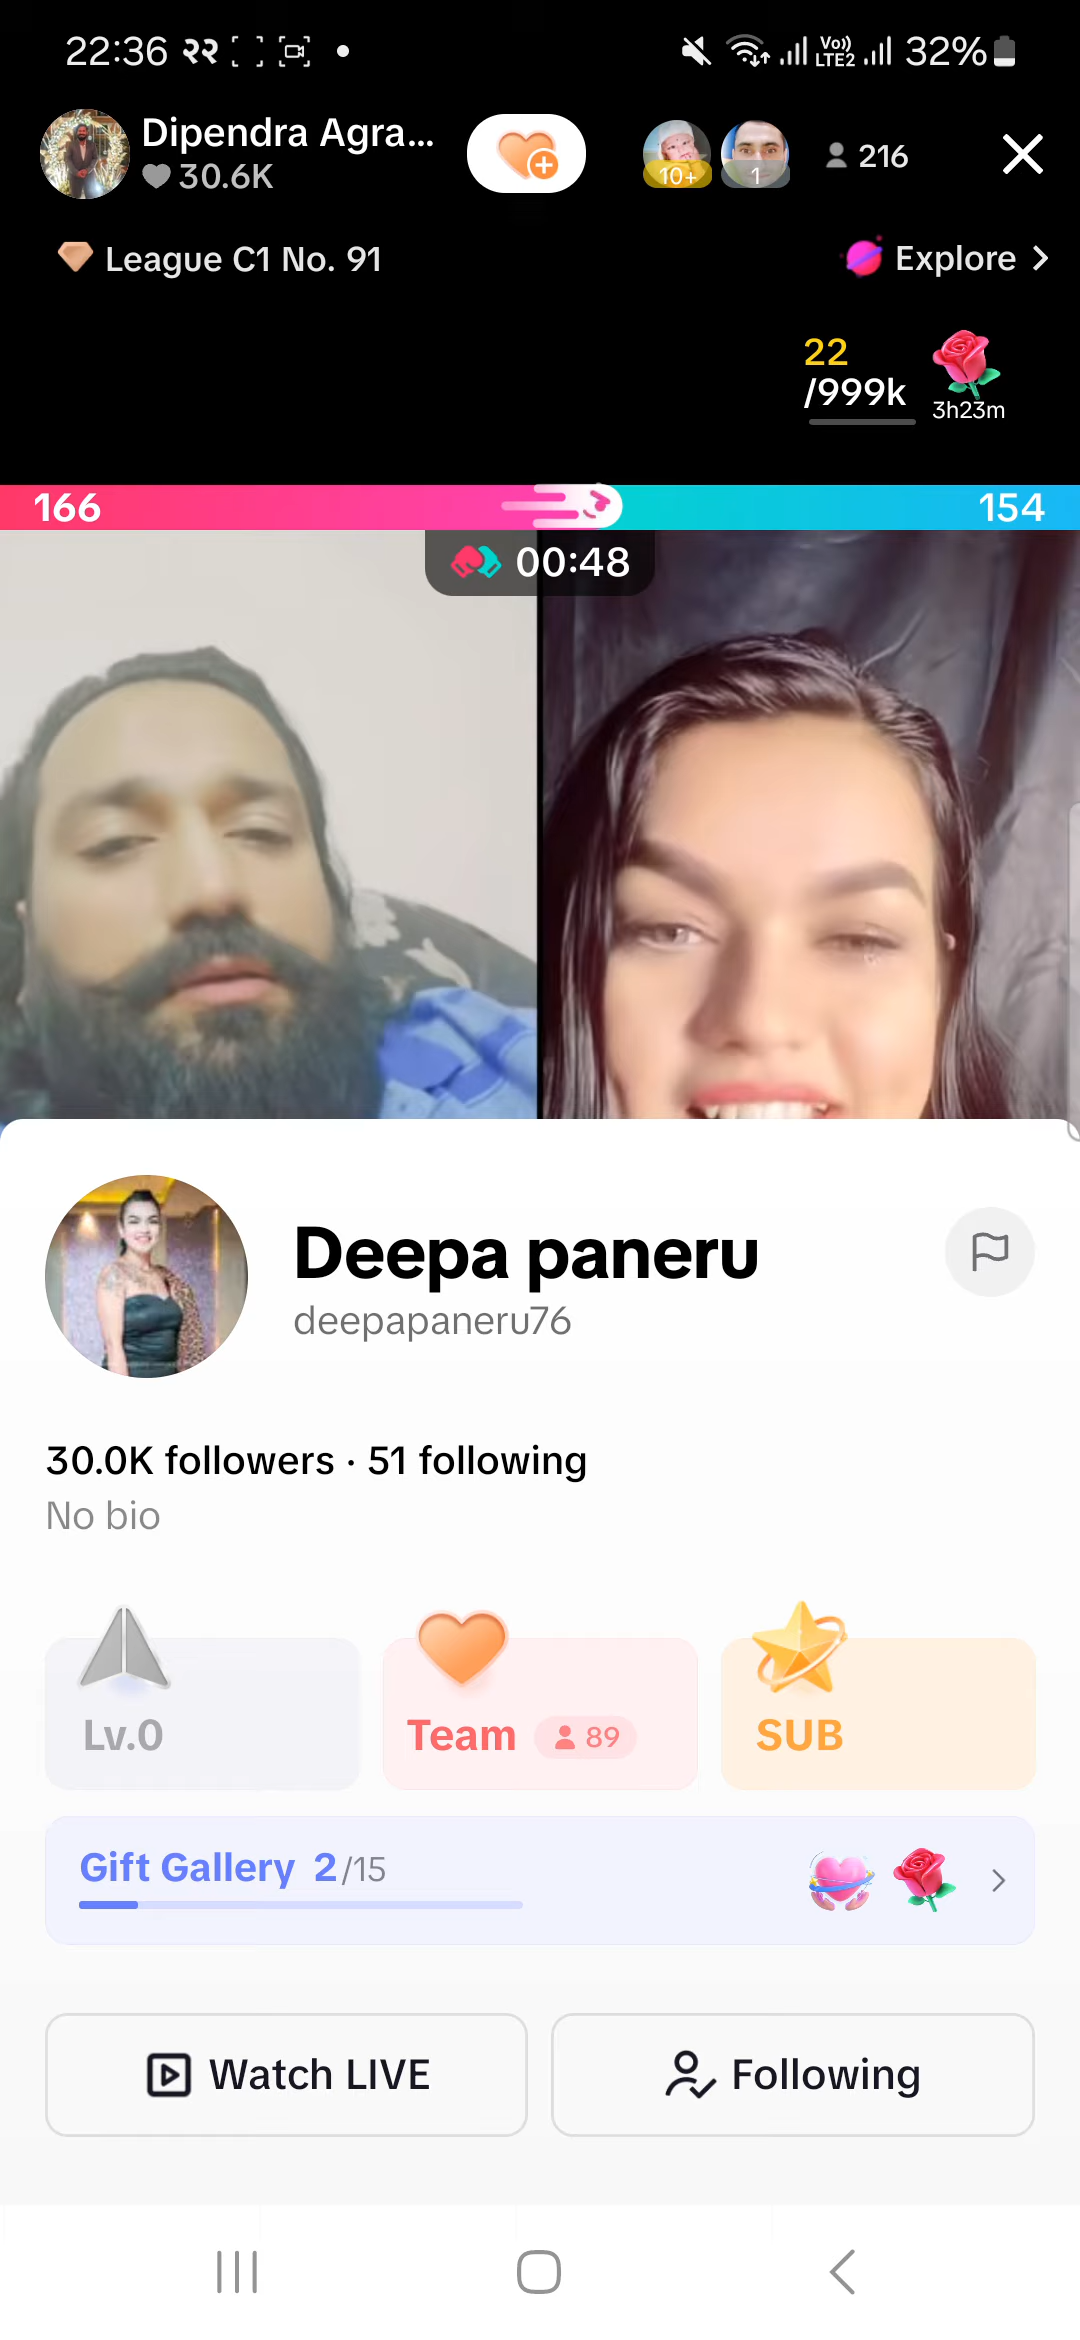 22:36 २२
Vo))
LTE2
32%
Dipendra Agra...
30.6K
10+
1
216
League C1 No. 91
Explore
22
/999k
3h23m
166
154
00:48
Deepa paneru
deepapaneru76
30.0K followers · 51 following
No bio
Lv.0
Team 89
SUB
Gift Gallery 2/15
Watch LIVE
Following